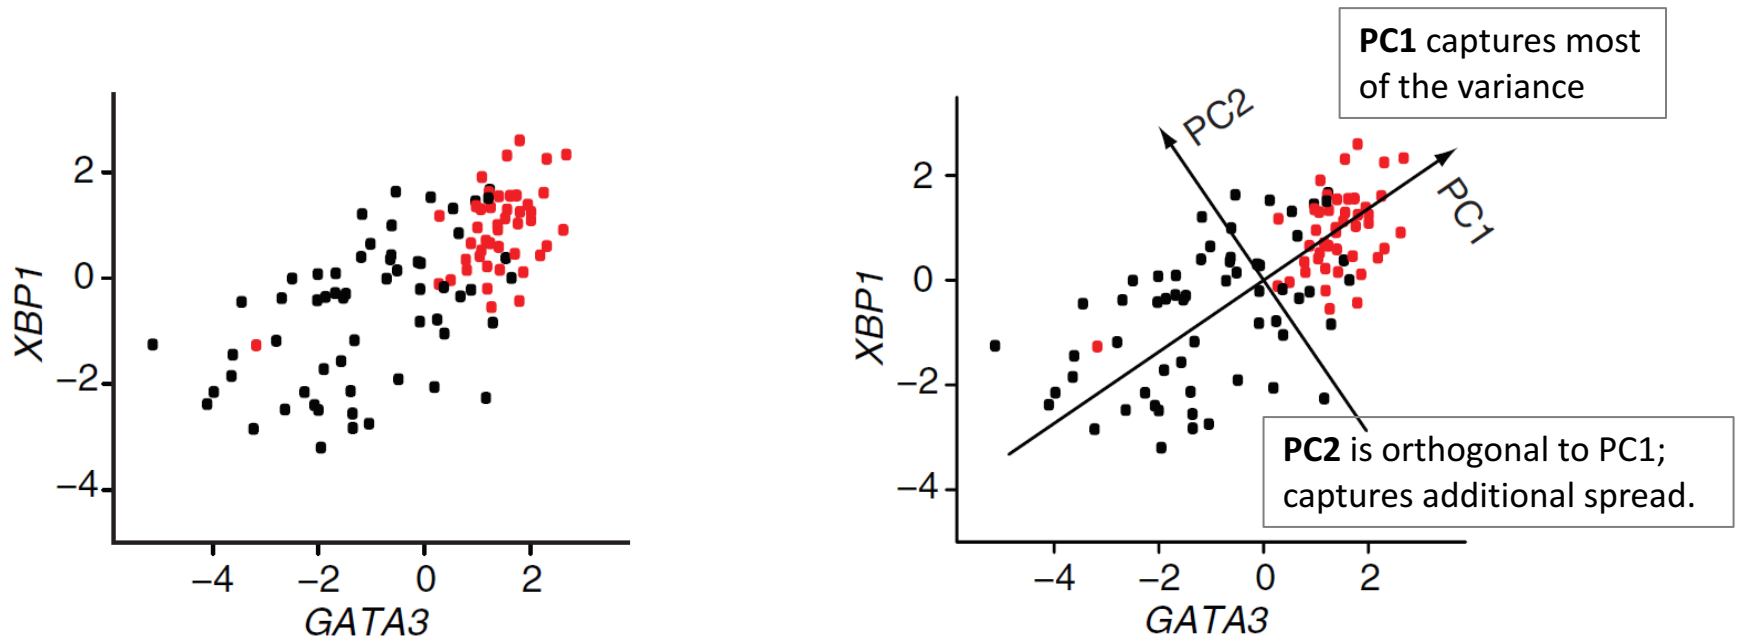 2
0
−2
−4
XBP1
−4
−2
0
2
GATA3
PC1 captures most
of the variance
PC2
PC1
2
0
−2
−4
XBP1
PC2 is orthogonal to PC1;
captures additional spread.
−4
−2
0
2
GATA3